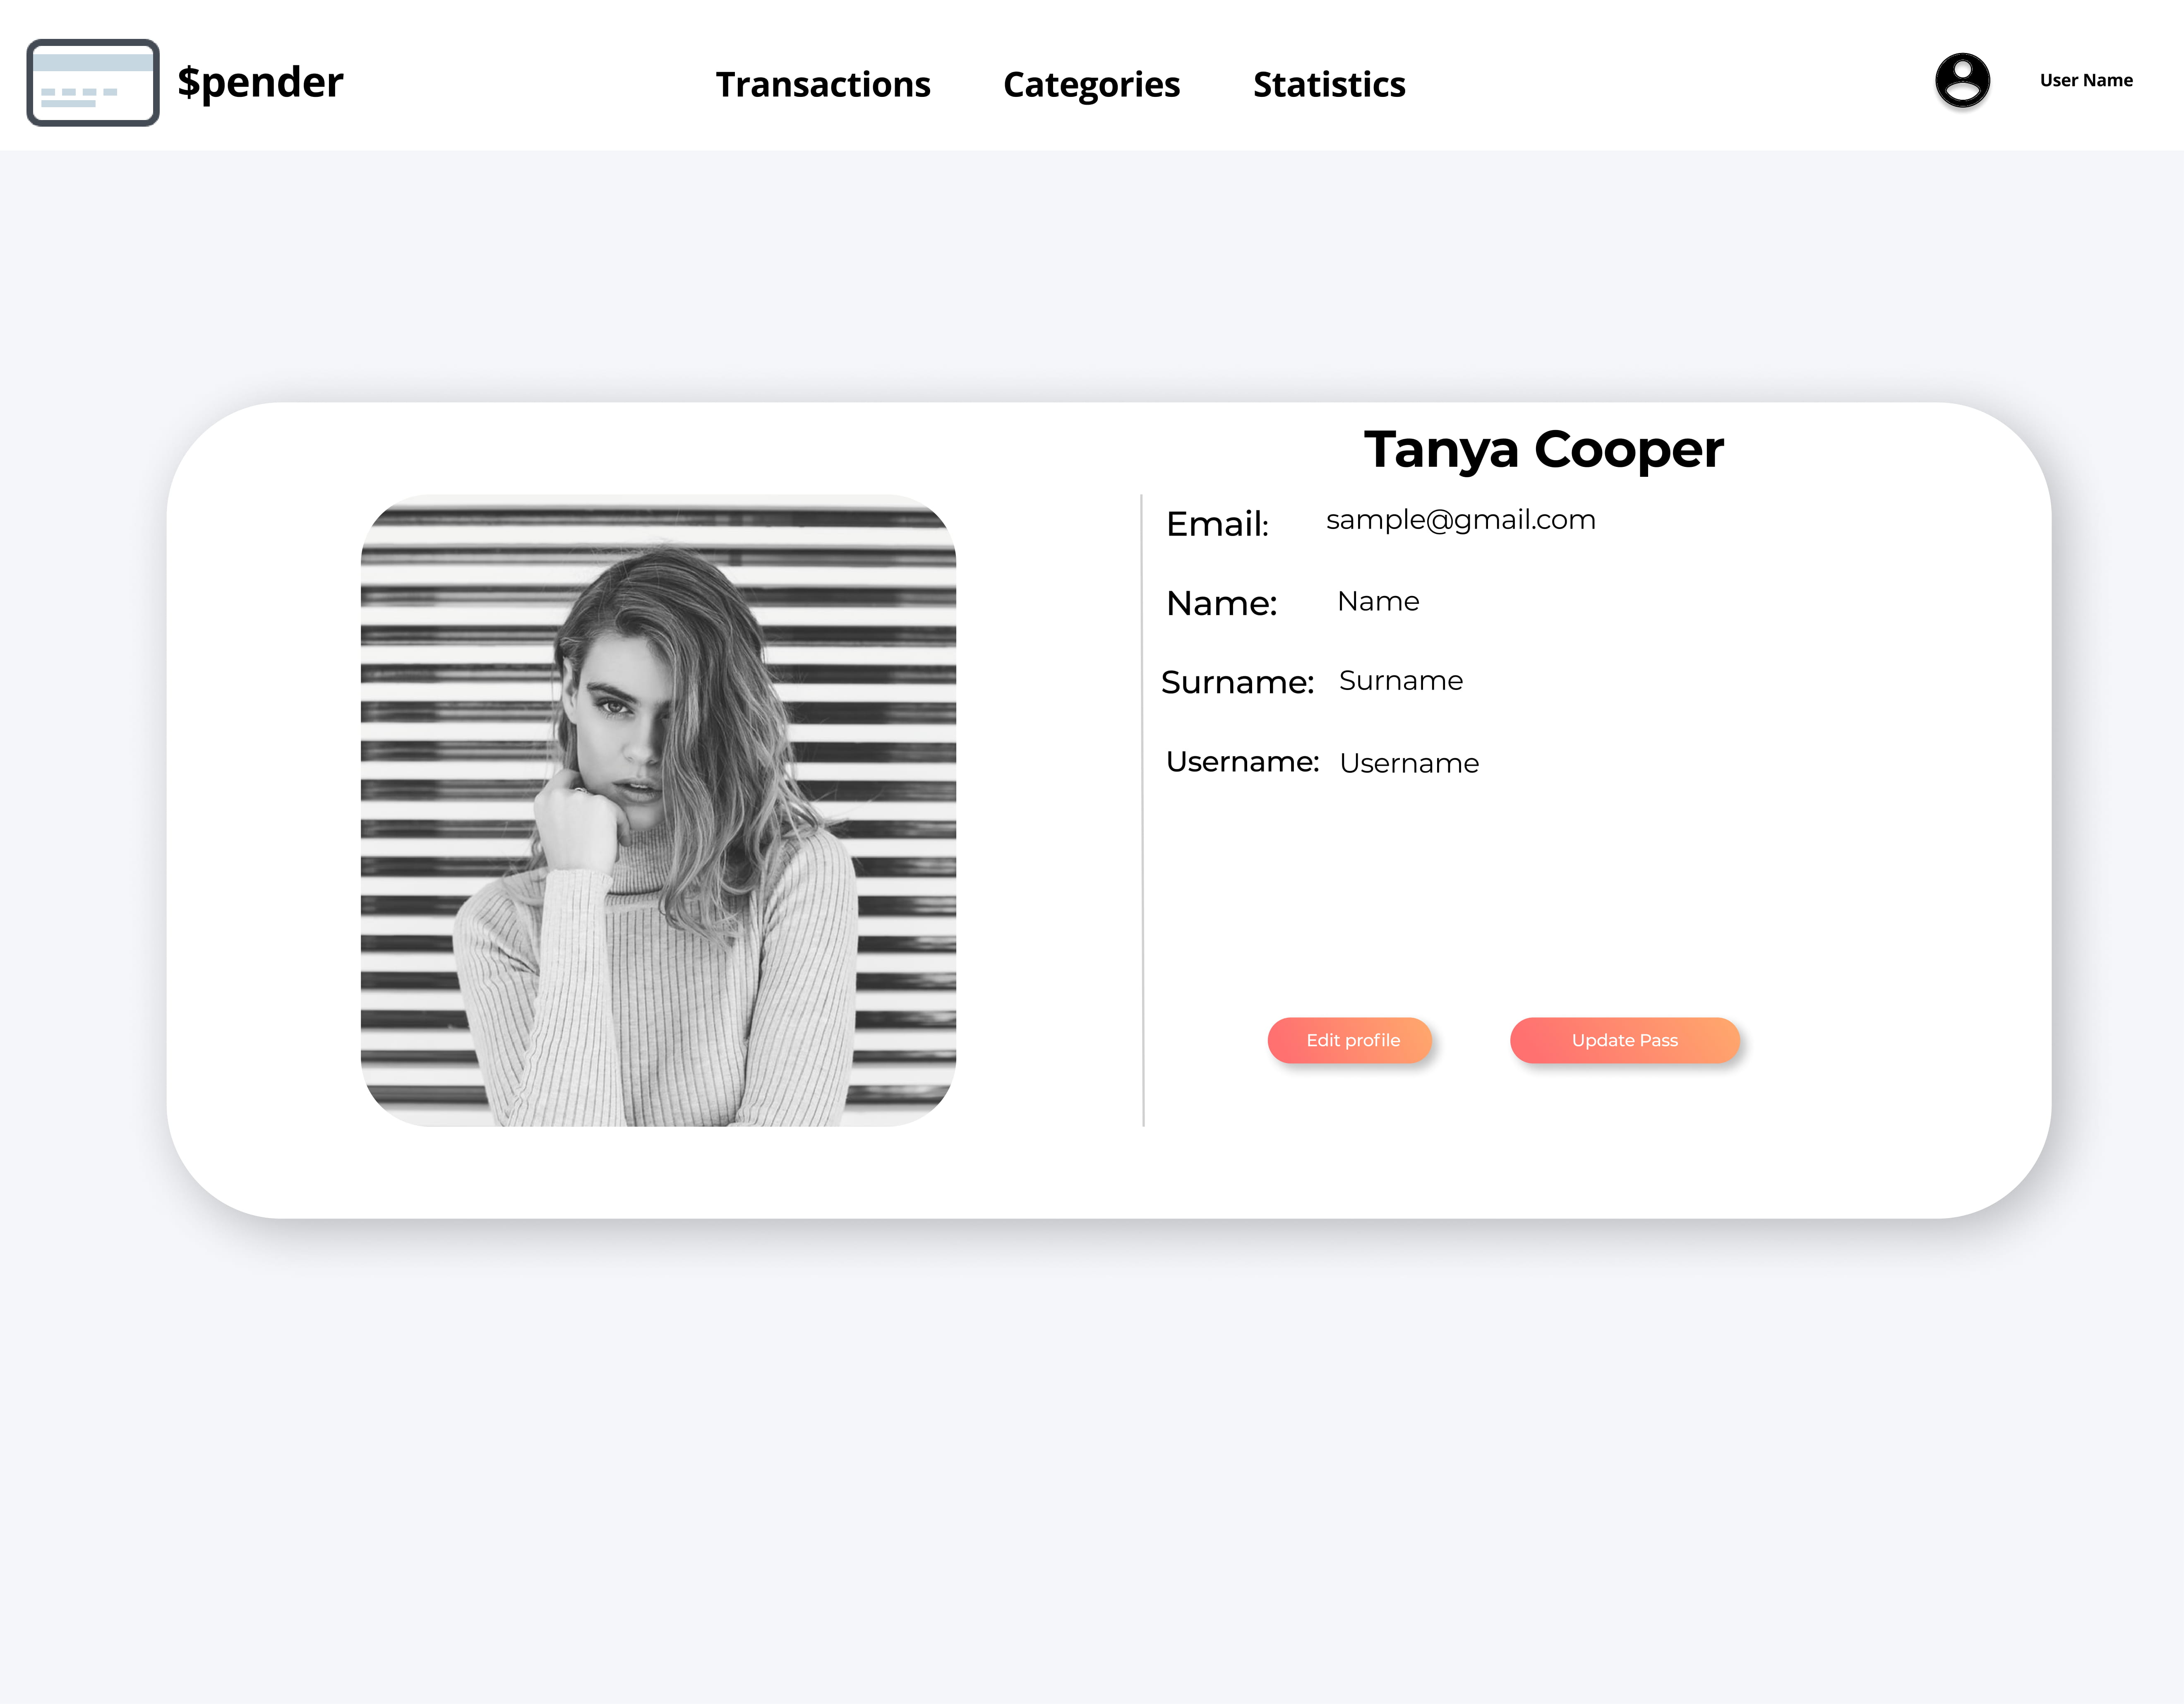 $pender
Transactions Categories Statistics
User Name
Tanya Cooper
Email: sample@gmail.com
Name: Name
Surname: Surname
Username: Username
Edit profile Update Pass